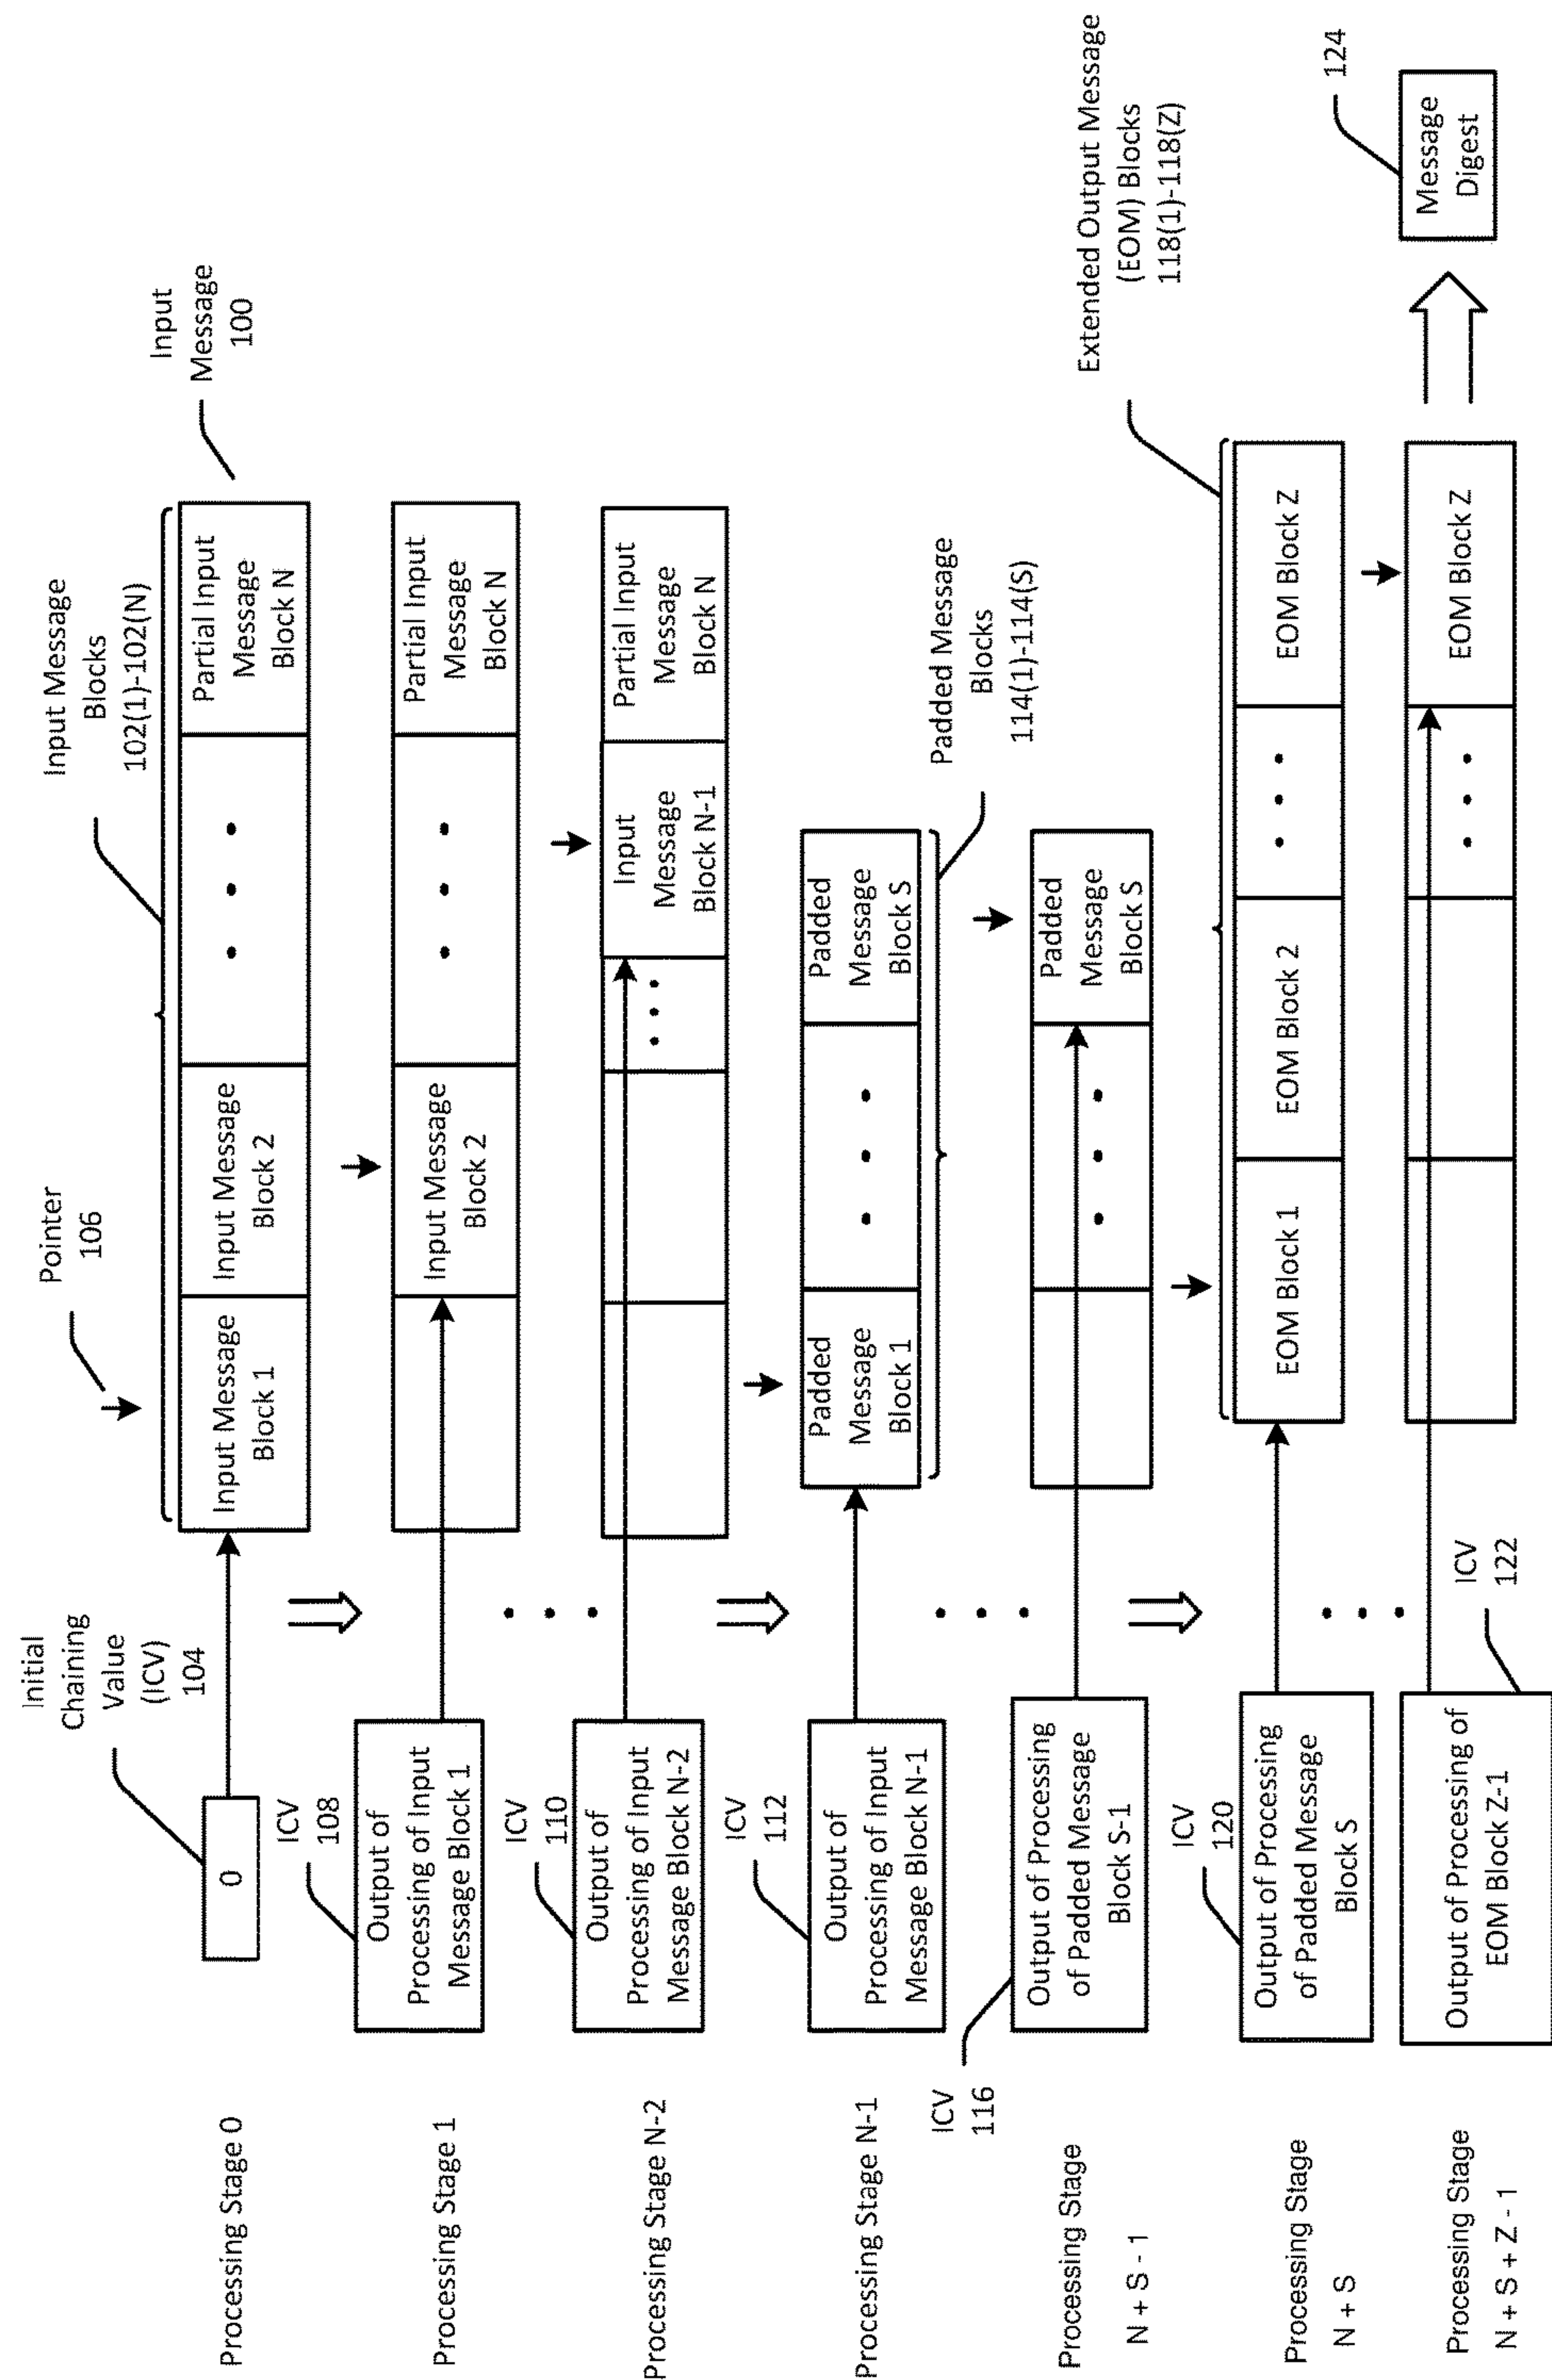 Processing Stage 0
0
Initial
Chaining
Value
(ICV)
104
Pointer
106
Input Message Blocks
102(1)-102(N)
Input
Message
100
Input Message
Block 1
Input Message
Block 2
• • •
Partial Input
Message
Block N
Processing Stage 1
ICV
108
Output of
Processing of Input
Message Block 1
Input Message
Block 2
• • •
Partial Input
Message
Block N
• • •
Processing Stage N-2
ICV
110
Output of
Processing of Input
Message Block N-2
• • •
Input
Message
Block N-1
Partial Input
Message
Block N
Processing Stage N-1
ICV
112
Output of
Processing of Input
Message Block N-1
Padded
Message
Block 1
• • •
Padded
Message
Block S
Padded Message
Blocks
114(1)-114(S)
• • •
Processing Stage
N + S - 1
ICV
116
Output of Processing
of Padded Message
Block S-1
• • •
Padded
Message
Block S
Processing Stage
N + S
ICV
120
Output of Processing
of Padded Message
Block S
EOM Block 1
EOM Block 2
• • •
EOM Block Z
Extended Output Message
(EOM) Blocks
118(1)-118(Z)
• • •
Processing Stage
N + S + Z - 1
Output of Processing of
EOM Block Z-1
ICV
122
• • •
EOM Block Z
Message
Digest
124